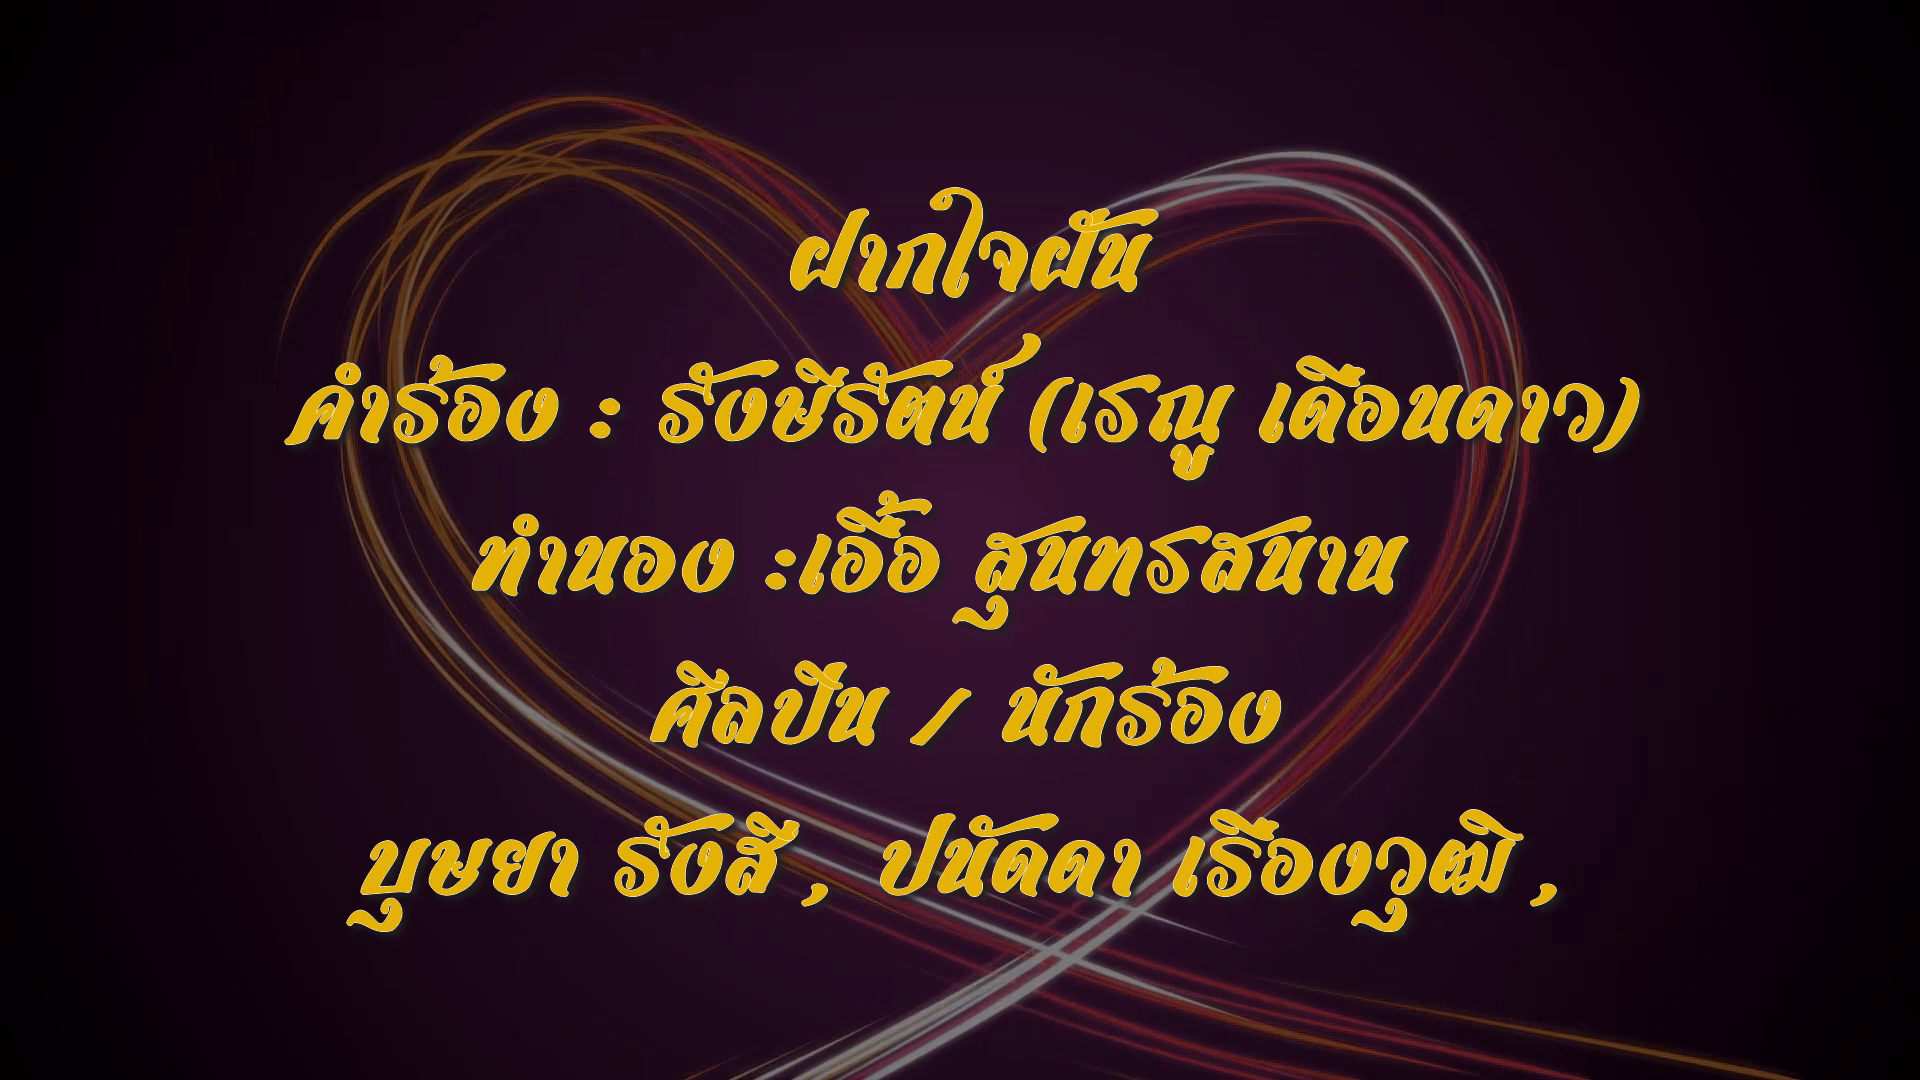 ฝากใจฝัน
คำร้อง : รังษีรัตน์ (เรณู เดือนดาว)
ทำนอง :เอื้อ สุนทรสนาน
ศิลปิน / นักร้อง
บุษยา รังสี , ปนัดดา เรืองวุฒิ ,